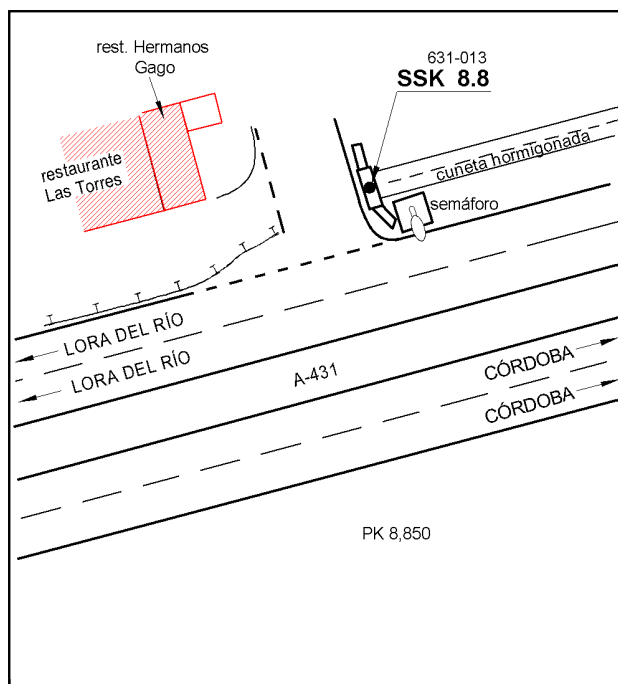 rest. Hermanos
Gago
631-013
SSK 8.8
restaurante
Las Torres
cuneta hormigonada
semáforo
LORA DEL RÍO
LORA DEL RÍO
A-431
CÓRDOBA
CÓRDOBA
PK 8,850